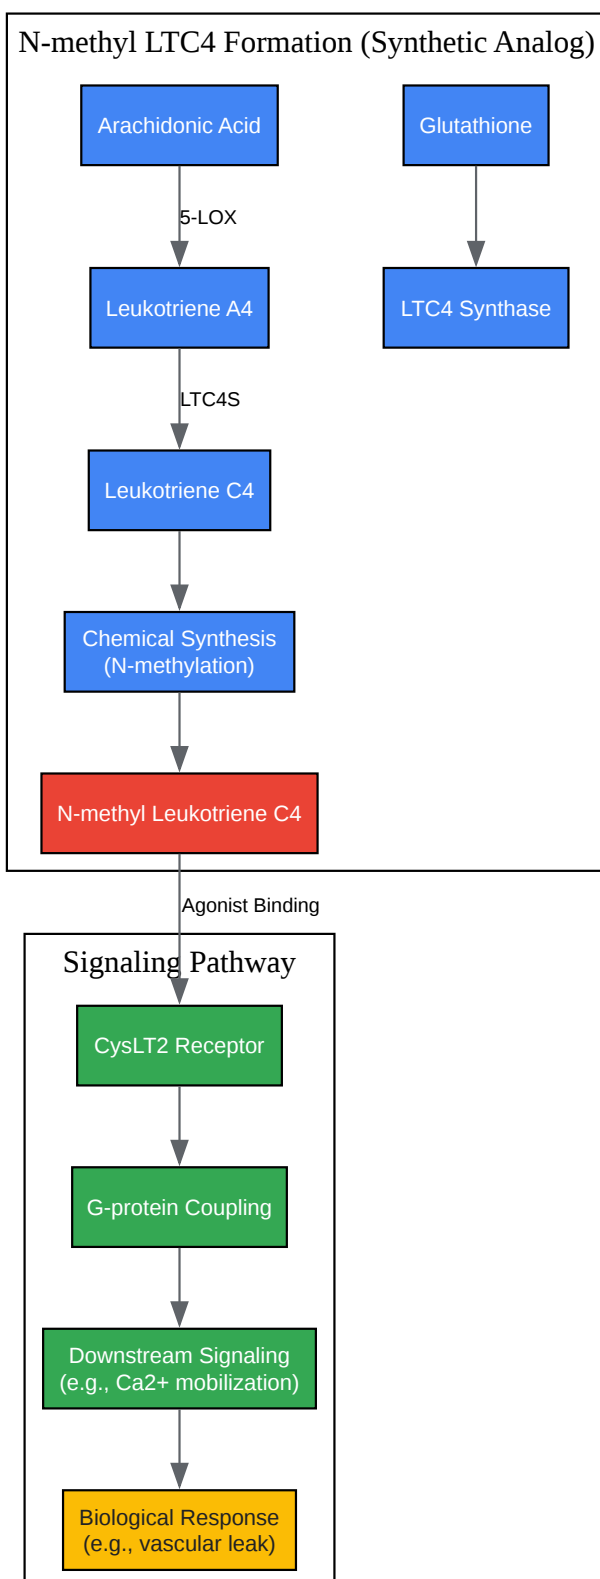 N-methyl LTC4 Formation (Synthetic Analog)
Arachidonic Acid
Glutathione
5-LOX
Leukotriene A4
LTC4 Synthase
LTC4S
Leukotriene C4
Chemical Synthesis
(N-methylation)
N-methyl Leukotriene C4
Agonist Binding
Signaling Pathway
CysLT2 Receptor
G-protein Coupling
Downstream Signaling
(e.g., Ca2+ mobilization)
Biological Response
(e.g., vascular leak)